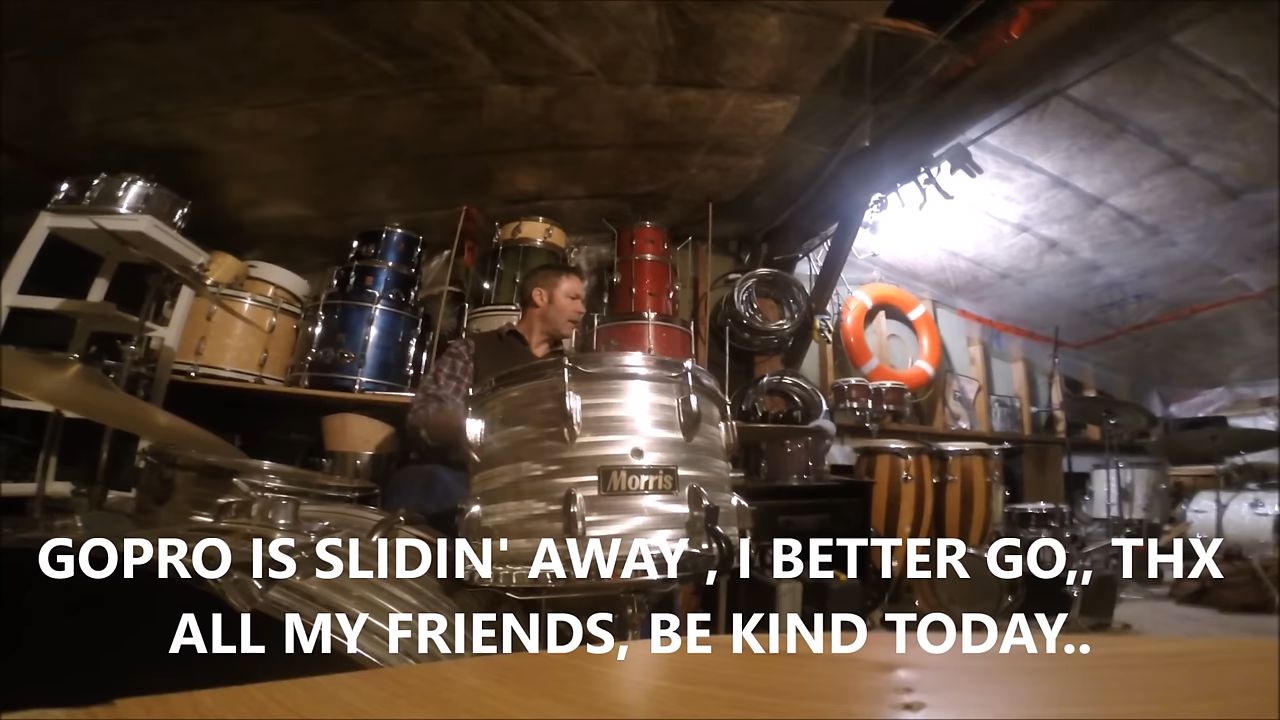 Morris
GOPRO IS SLIDIN' AWAY , I BETTER GO,, THX
ALL MY FRIENDS, BE KIND TODAY..